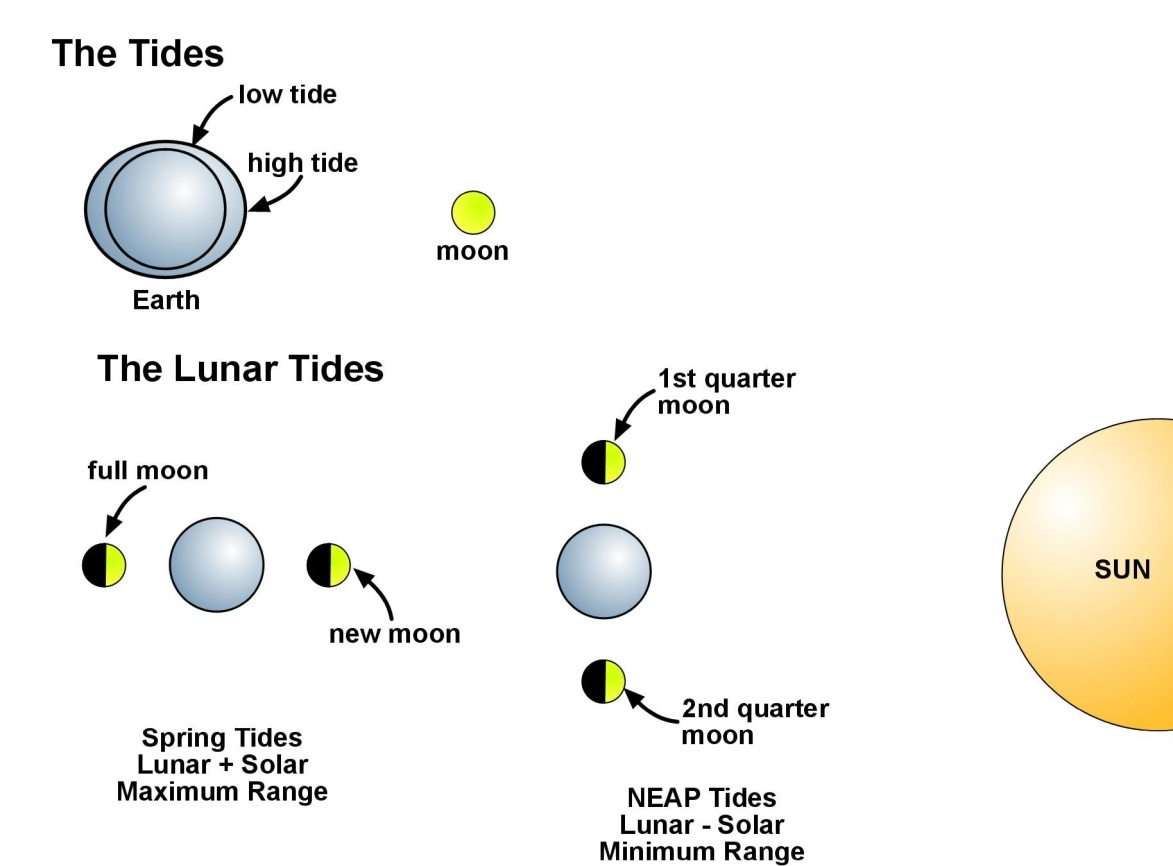 The Tides
low tide
high tide
moon
Earth
The Lunar Tides
1st quarter
moon
full moon
SUN
new moon
2nd quarter
moon
Spring Tides
Lunar + Solar
Maximum Range
NEAP Tides
Lunar - Solar
Minimum Range